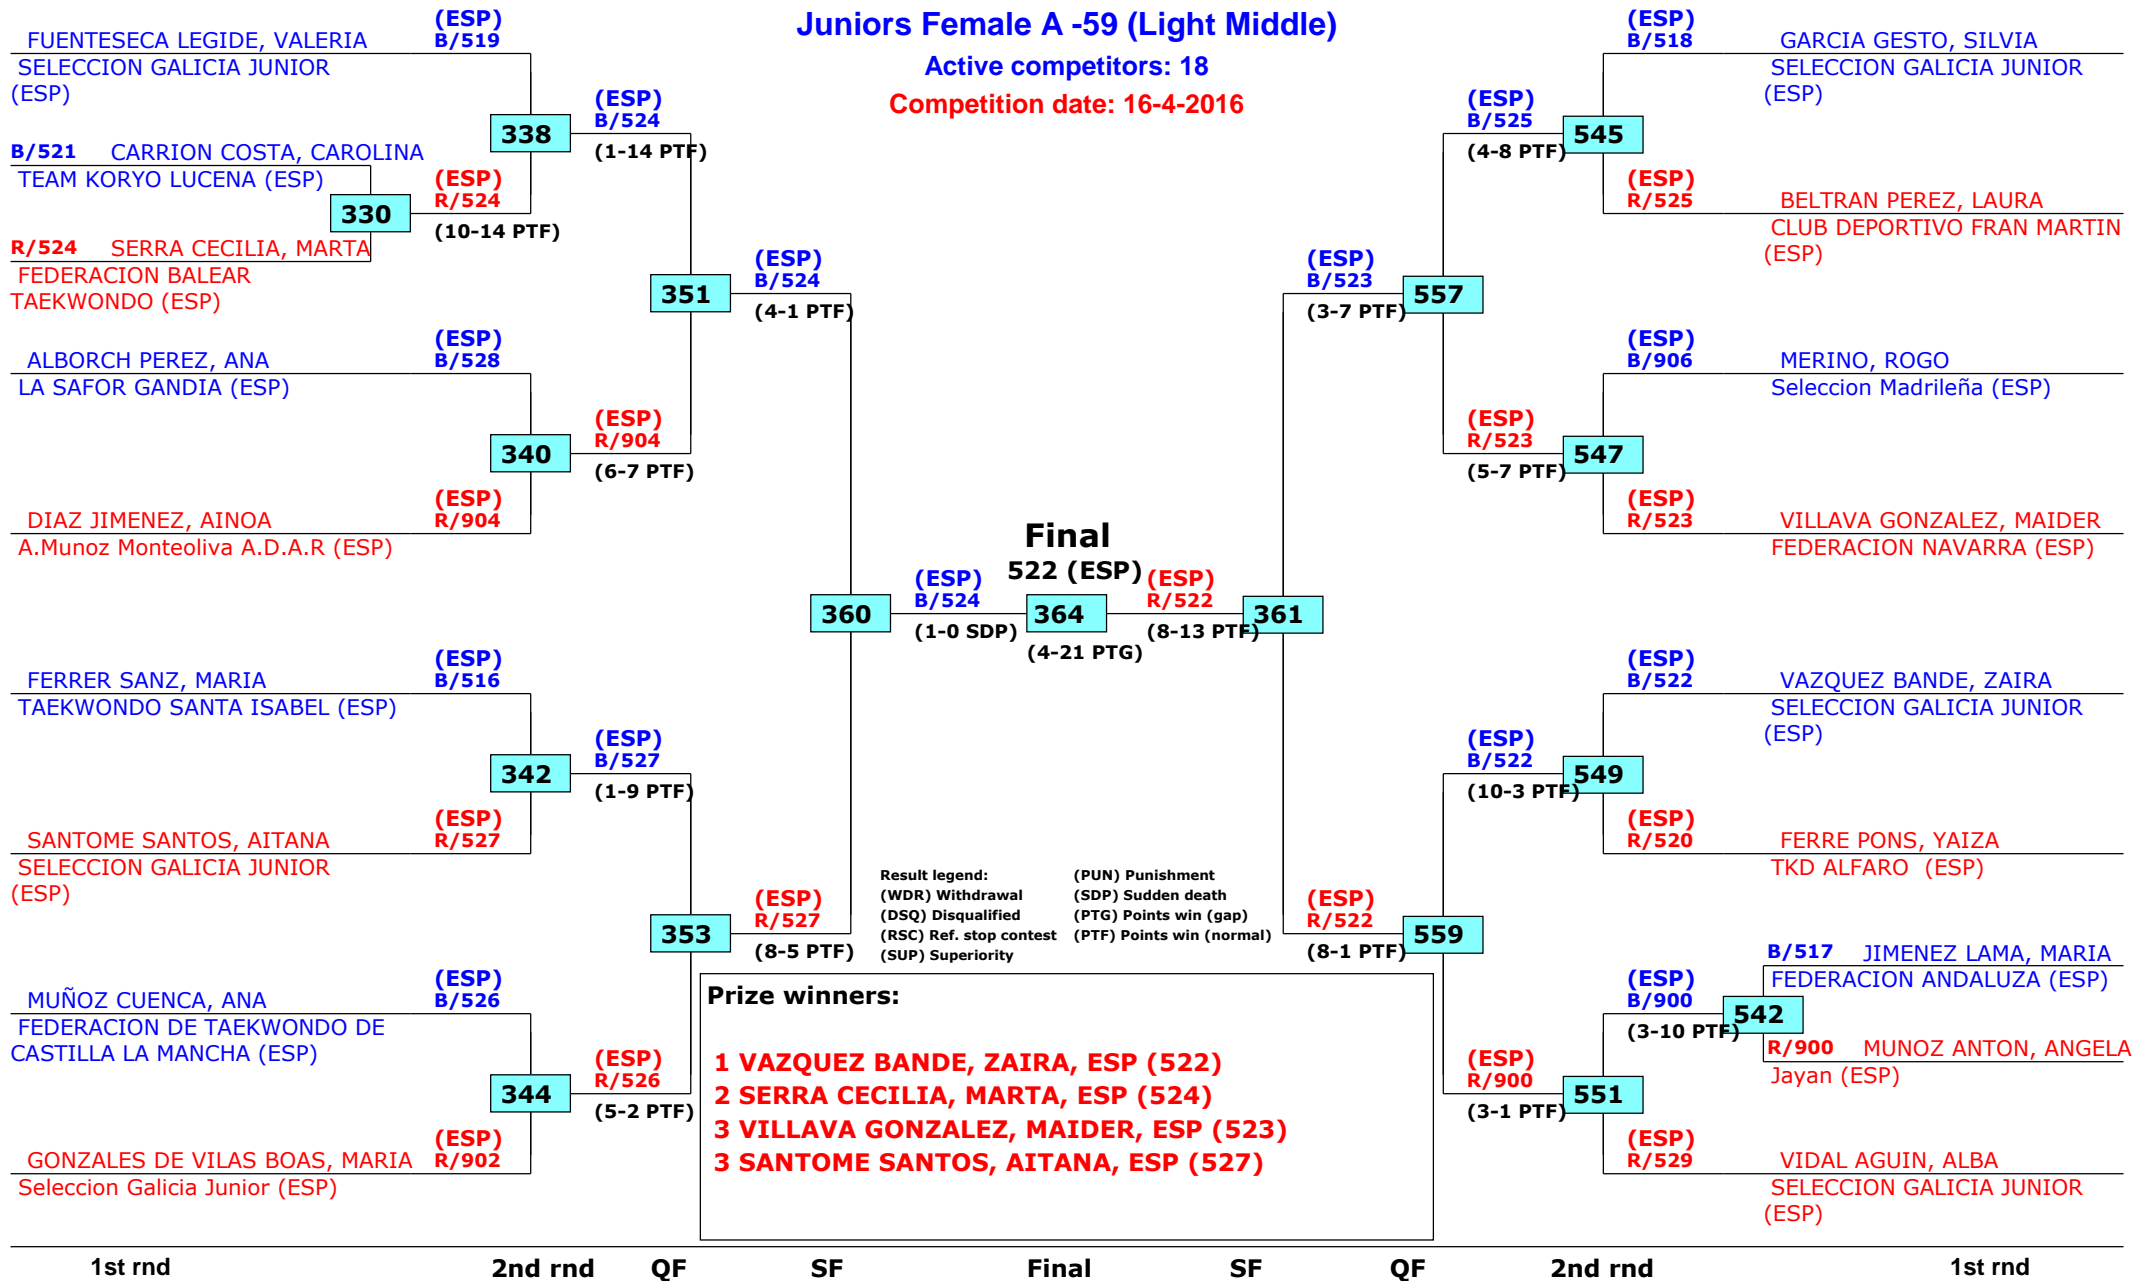 Juniors Female A -59 (Light Middle)
Active competitors: 18
Competition date: 16-4-2016
FUENTESECA LEGIDE, VALERIA
(ESP)
B/519
SELECCION GALICIA JUNIOR
(ESP)
338
(ESP)
B/524
(1-14 PTF)
B/521 CARRION COSTA, CAROLINA
TEAM KORYO LUCENA (ESP)
330
(ESP)
R/524
(10-14 PTF)
R/524 SERRA CECILIA, MARTA
FEDERACION BALEAR
TAEKWONDO (ESP)
351
(ESP)
B/524
(4-1 PTF)
ALBORCH PEREZ, ANA
(ESP)
B/528
LA SAFOR GANDIA (ESP)
340
(ESP)
R/904
(6-7 PTF)
DIAZ JIMENEZ, AINOA
(ESP)
R/904
A.Munoz Monteoliva A.D.A.R (ESP)
360
(ESP)
B/524
(1-0 SDP)
FERRER SANZ, MARIA
(ESP)
B/516
TAEKWONDO SANTA ISABEL (ESP)
342
(ESP)
B/527
(1-9 PTF)
SANTOME SANTOS, AITANA
(ESP)
R/527
SELECCION GALICIA JUNIOR
(ESP)
353
(ESP)
R/527
(8-5 PTF)
MUÑOZ CUENCA, ANA
(ESP)
B/526
FEDERACION DE TAEKWONDO DE
CASTILLA LA MANCHA (ESP)
344
(ESP)
R/526
(5-2 PTF)
GONZALES DE VILAS BOAS, MARIA
(ESP)
R/902
Seleccion Galicia Junior (ESP)
Final
522 (ESP)
364
(4-21 PTG)
(ESP)
R/522
(8-13 PTF)
361
(ESP)
B/518
GARCIA GESTO, SILVIA
SELECCION GALICIA JUNIOR
(ESP)
(ESP)
B/525
(4-8 PTF)
545
(ESP)
R/525
BELTRAN PEREZ, LAURA
CLUB DEPORTIVO FRAN MARTIN
(ESP)
(ESP)
B/523
(3-7 PTF)
557
(ESP)
B/906
MERINO, ROGO
Seleccion Madrileña (ESP)
(ESP)
R/523
(5-7 PTF)
547
(ESP)
R/523
VILLAVA GONZALEZ, MAIDER
FEDERACION NAVARRA (ESP)
(ESP)
B/522
VAZQUEZ BANDE, ZAIRA
SELECCION GALICIA JUNIOR
(ESP)
(ESP)
B/522
(10-3 PTF)
549
(ESP)
R/520
FERRE PONS, YAIZA
TKD ALFARO (ESP)
(ESP)
R/522
(8-1 PTF)
559
B/517 JIMENEZ LAMA, MARIA
FEDERACION ANDALUZA (ESP)
(ESP)
B/900
(3-10 PTF)
542
R/900 MUNOZ ANTON, ANGELA
Jayan (ESP)
(ESP)
R/900
(3-1 PTF)
551
(ESP)
R/529
VIDAL AGUIN, ALBA
SELECCION GALICIA JUNIOR
(ESP)
Result legend: (PUN) Punishment
(WDR) Withdrawal (SDP) Sudden death
(DSQ) Disqualified (PTG) Points win (gap)
(RSC) Ref. stop contest (PTF) Points win (normal)
(SUP) Superiority
Prize winners:
1 VAZQUEZ BANDE, ZAIRA, ESP (522)
2 SERRA CECILIA, MARTA, ESP (524)
3 VILLAVA GONZALEZ, MAIDER, ESP (523)
3 SANTOME SANTOS, AITANA, ESP (527)
1st rnd 2nd rnd QF SF Final SF QF 2nd rnd 1st rnd